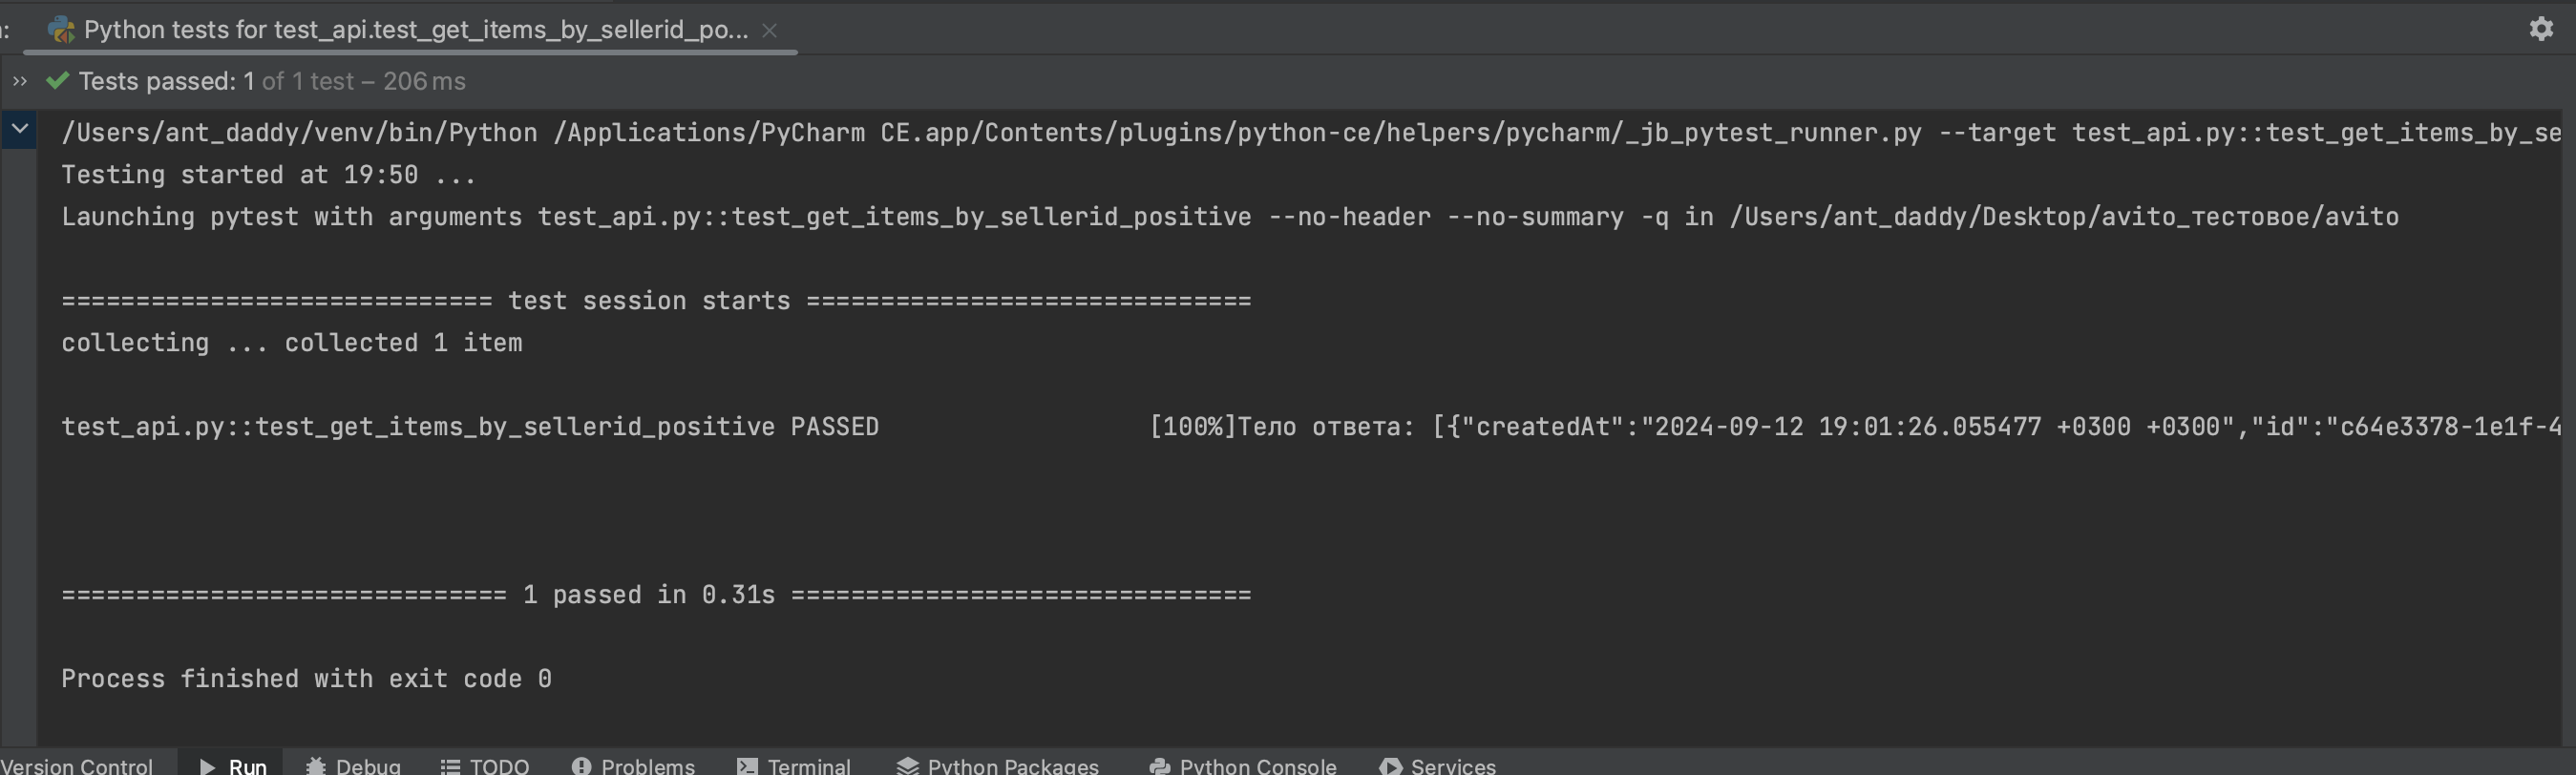 Python tests for test_api.test_get_items_by_sellerid_po...
Tests passed: 1 of 1 test – 206 ms
/Users/ant_daddy/venv/bin/Python /Applications/PyCharm CE.app/Contents/plugins/python-ce/helpers/pycharm/_jb_pytest_runner.py --target test_api.py::test_get_items_by_se
Testing started at 19:50 ...
Launching pytest with arguments test_api.py::test_get_items_by_sellerid_positive --no-header --no-summary -q in /Users/ant_daddy/Desktop/avito_тестовое/avito
============================= test session starts ==============================
collecting ... collected 1 item
test_api.py::test_get_items_by_sellerid_positive PASSED [100%]Тело ответа: [{"createdAt":"2024-09-12 19:01:26.055477 +0300 +0300","id":"c64e3378-1e1f-4
============================== 1 passed in 0.31s ===============================
Process finished with exit code 0
Version Control Run Debug TODO Problems Terminal Python Packages Python Console Services